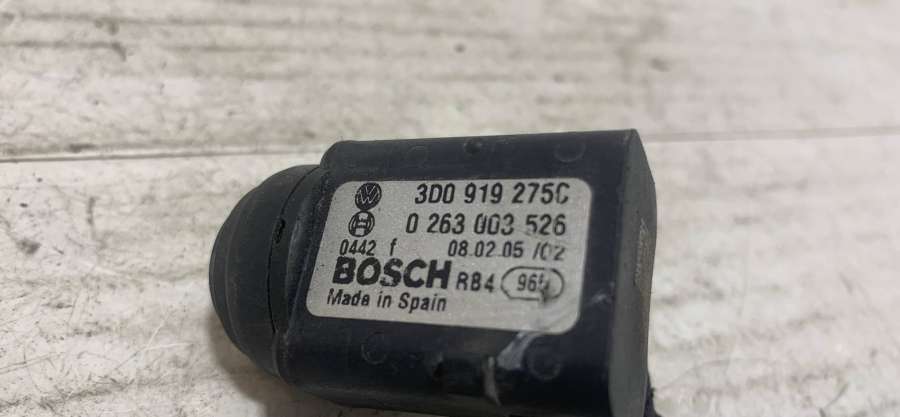 3D0 919 275C
0 263 003 526
0442 f 08.02.05 /02
BOSCH RB4
Made in Spain